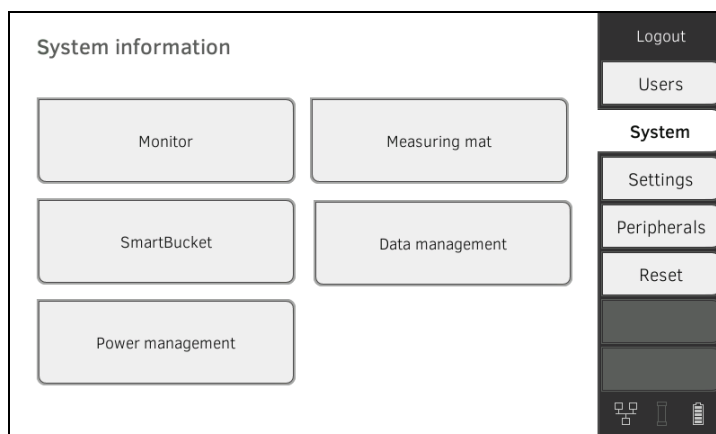 System information
Monitor
Measuring mat
SmartBucket
Data management
Power management
Logout
Users
System
Settings
Peripherals
Reset